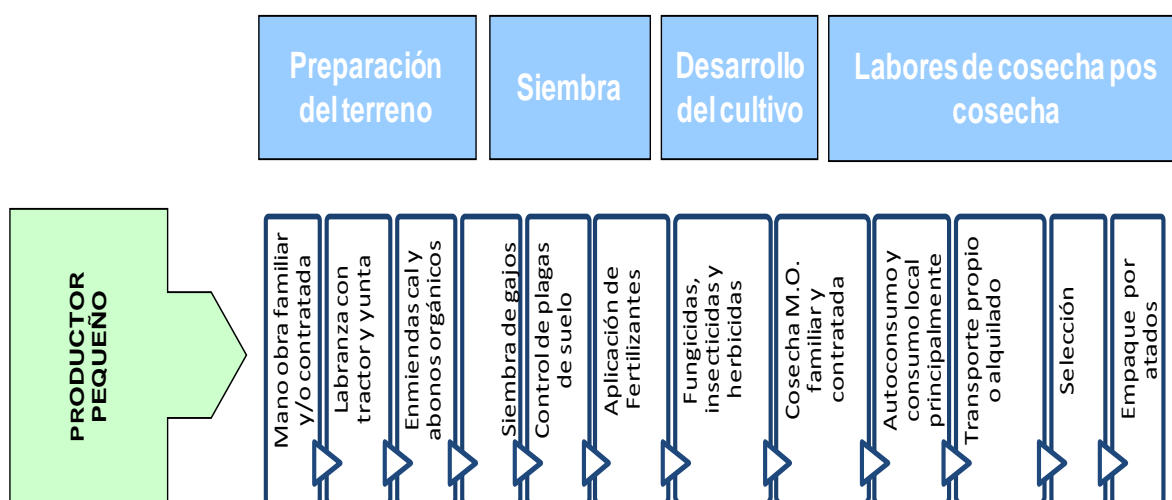 Preparación
del terreno
Siembra
Desarrollo
del cultivo
Labores de cosecha pos
cosecha
PRODUCTOR
PEQUEÑO
Mano obra familiar
y/o contratada
Labranza con
tractor y yunta
Enmiendas cal y
abonos orgánicos
Siembra de gajos
Control de plagas
de suelo
Aplicación de
Fertilizantes
Fungicidas,
insecticidas y
herbicidas
Cosecha M.O.
familiar y
contratada
Autoconsumo y
consumo local
principalmente
Transporte propio
o alquilado
Selección
Empaque por
atados